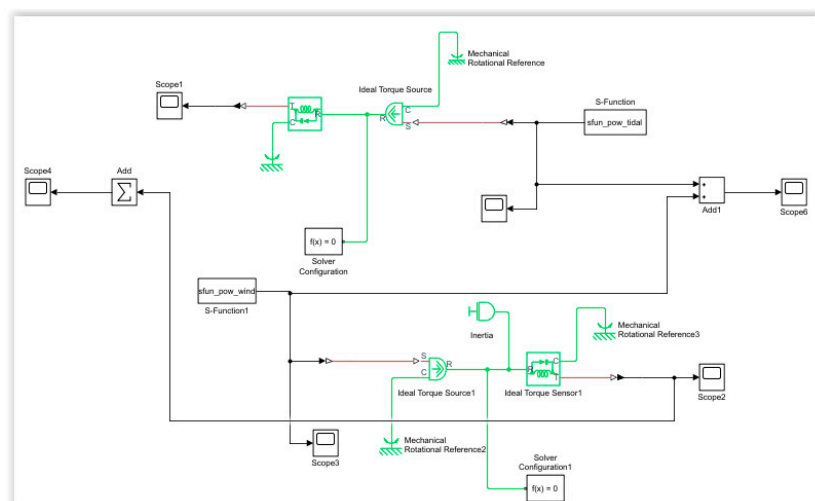 Mechanical
Rotational Reference
Scope1
Ideal Torque Source
S-Function
T
R
C
C
R
S
sfun_pow_tidal
Scope4
Add
Σ
+
+
Add1
Scope6
f(x) = 0
Solver
Configuration
sfun_pow_wind
S-Function1
Inertia
Mechanical
Rotational Reference3
S
R
C
R
C
T
Ideal Torque Source1
Ideal Torque Sensor1
Scope2
Mechanical
Rotational Reference2
Scope3
Solver
Configuration1
f(x) = 0